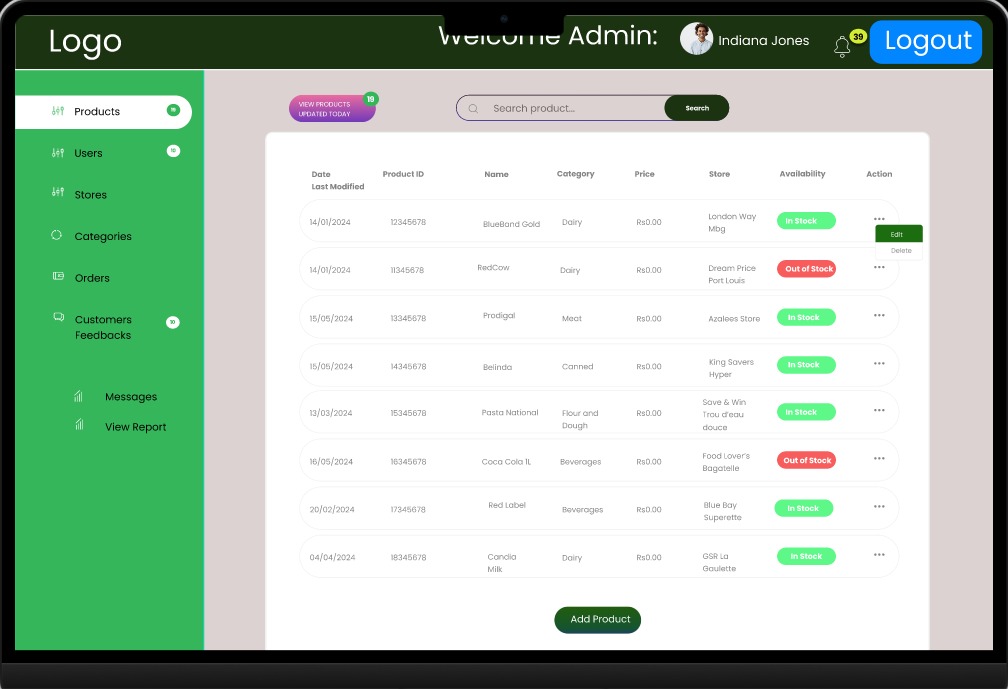 Logo
Welcome Admin:
Indiana Jones
39
Logout
Products
19
Users
10
Stores
Categories
Orders
Customers
Feedbacks
10
Messages
View Report
VIEW PRODUCTS
UPDATED TODAY
19
Search product...
Search
Date
Last Modified
Product ID
Name
Category
Price
Store
Availability
Action
14/01/2024
12345678
BlueBand Gold
Dairy
Rs0.00
London Way
Mbg
In Stock
...
Edit
Delete
14/01/2024
11345678
RedCow
Dairy
Rs0.00
Dream Price
Port Louis
Out of Stock
...
15/05/2024
13345678
Prodigal
Meat
Rs0.00
Azalees Store
In Stock
...
15/05/2024
14345678
Belinda
Canned
Rs0.00
King Savers
Hyper
In Stock
...
13/03/2024
15345678
Pasta National
Flour and
Dough
Rs0.00
Save & Win
Trou d'eau
douce
In Stock
...
16/05/2024
16345678
Coca Cola 1L
Beverages
Rs0.00
Food Lover's
Bagatelle
Out of Stock
...
20/02/2024
17345678
Red Label
Beverages
Rs0.00
Blue Bay
Superette
In Stock
...
04/04/2024
18345678
Candia
Milk
Dairy
Rs0.00
GSR La
Gaulette
In Stock
...
Add Product